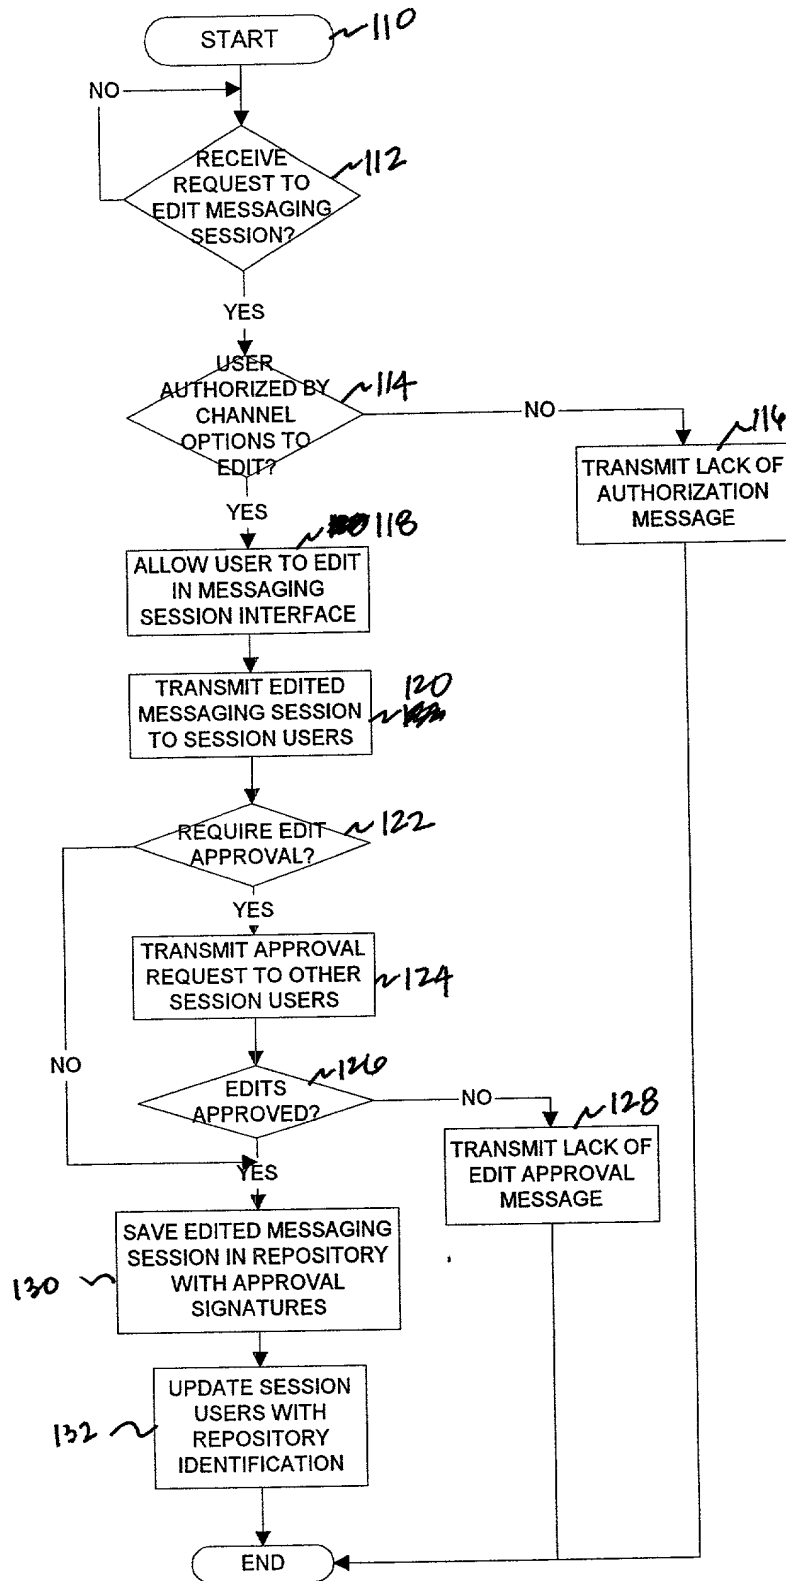 START
110
NO
RECEIVE
REQUEST TO
EDIT MESSAGING
SESSION?
112
YES
USER
AUTHORIZED BY
CHANNEL
OPTIONS TO
EDIT?
114
NO
116
TRANSMIT LACK OF
AUTHORIZATION
MESSAGE
YES
118
ALLOW USER TO EDIT
IN MESSAGING
SESSION INTERFACE
TRANSMIT EDITED
MESSAGING SESSION
TO SESSION USERS
120
REQUIRE EDIT
APPROVAL?
122
YES
TRANSMIT APPROVAL
REQUEST TO OTHER
SESSION USERS
124
NO
EDITS
APPROVED?
126
NO
128
TRANSMIT LACK OF
EDIT APPROVAL
MESSAGE
YES
SAVE EDITED MESSAGING
SESSION IN REPOSITORY
WITH APPROVAL
SIGNATURES
130
UPDATE SESSION
USERS WITH
REPOSITORY
IDENTIFICATION
132
END